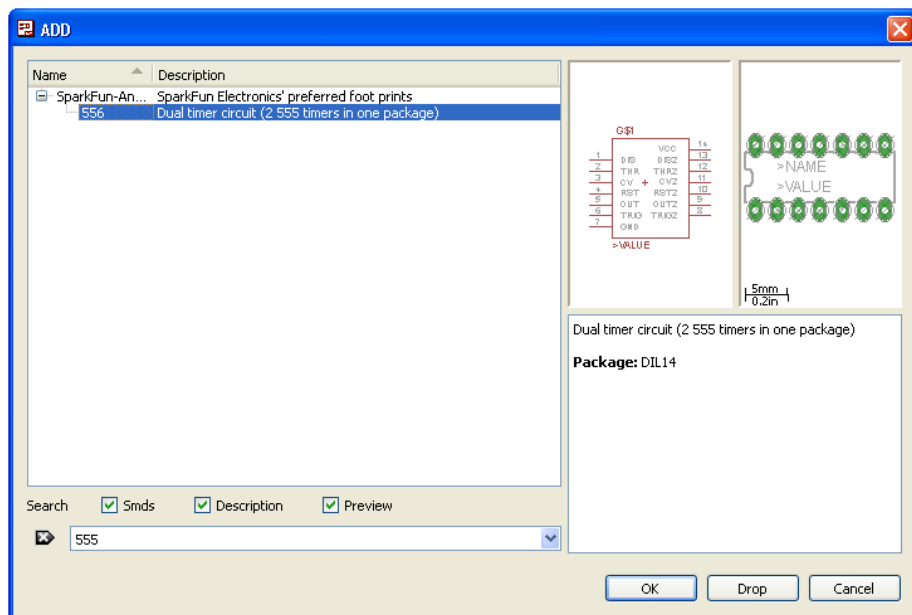 ADD
Name Description
SparkFun-An... SparkFun Electronics' preferred foot prints
556 Dual timer circuit (2 555 timers in one package)
G$1
VCC 14
1 DIS DIS2 13
2 THR THR2 12
3 CV CV2 11
4 RST RST2 10
5 OUT OUT2 9
6 TRIG TRIG2 8
7 GND
>VALUE
>NAME
>VALUE
5mm
0.2in
Dual timer circuit (2 555 timers in one package)
Package: DIL14
Search Smds Description Preview
555
OK Drop Cancel